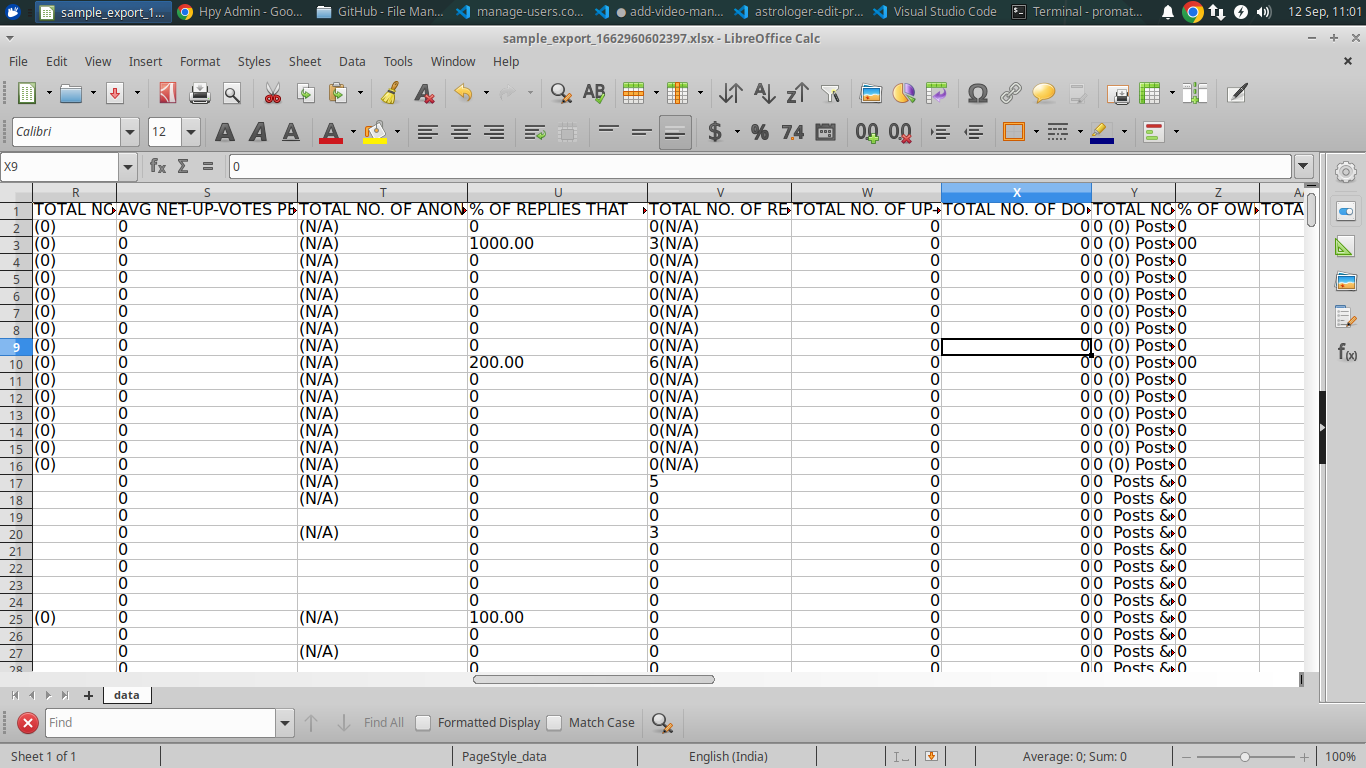 sample_export_1... Hpy Admin - Goo... GitHub - File Man... manage-users.co... ● add-video-man... astrologer-edit-pr... Visual Studio Code Terminal - promat... 12 Sep, 11:01
sample_export_1662960602397.xlsx - LibreOffice Calc
File Edit View Insert Format Styles Sheet Data Tools Window Help
Calibri 12 $ % 7.4
X9 fx Σ = 0
R S T U V W X Y Z AA
1 TOTAL NO AVG NET-UP-VOTES PE TOTAL NO. OF ANON % OF REPLIES THAT TOTAL NO. OF RE TOTAL NO. OF UP- TOTAL NO. OF DO TOTAL NO % OF OW TOTA
2 (0) 0 (N/A) 0 0(N/A) 0 0 0 (0) Post 0
3 (0) 0 (N/A) 1000.00 3(N/A) 0 0 0 (0) Post 00
4 (0) 0 (N/A) 0 0(N/A) 0 0 0 (0) Post 0
5 (0) 0 (N/A) 0 0(N/A) 0 0 0 (0) Post 0
6 (0) 0 (N/A) 0 0(N/A) 0 0 0 (0) Post 0
7 (0) 0 (N/A) 0 0(N/A) 0 0 0 (0) Post 0
8 (0) 0 (N/A) 0 0(N/A) 0 0 0 (0) Post 0
9 (0) 0 (N/A) 0 0(N/A) 0 0 0 (0) Post 0
10 (0) 0 (N/A) 200.00 6(N/A) 0 0 0 (0) Post 00
11 (0) 0 (N/A) 0 0(N/A) 0 0 0 (0) Post 0
12 (0) 0 (N/A) 0 0(N/A) 0 0 0 (0) Post 0
13 (0) 0 (N/A) 0 0(N/A) 0 0 0 (0) Post 0
14 (0) 0 (N/A) 0 0(N/A) 0 0 0 (0) Post 0
15 (0) 0 (N/A) 0 0(N/A) 0 0 0 (0) Post 0
16 (0) 0 (N/A) 0 0(N/A) 0 0 0 (0) Post 0
17 0 (N/A) 0 5 0 0 0 Posts & 0
18 0 (N/A) 0 0 0 0 0 Posts & 0
19 0 0 0 0 0 0 Posts & 0
20 0 (N/A) 0 3 0 0 0 Posts & 0
21 0 0 0 0 0 0 Posts & 0
22 0 0 0 0 0 0 Posts & 0
23 0 0 0 0 0 0 Posts & 0
24 0 0 0 0 0 0 Posts & 0
25 (0) 0 (N/A) 100.00 0 0 0 0 Posts & 0
26 0 0 0 0 0 0 Posts & 0
27 0 (N/A) 0 0 0 0 0 Posts & 0
28 0 0 0 0 0 0 Posts & 0
data
Find Find All Formatted Display Match Case
Sheet 1 of 1 PageStyle_data English (India) Average: 0; Sum: 0 100%